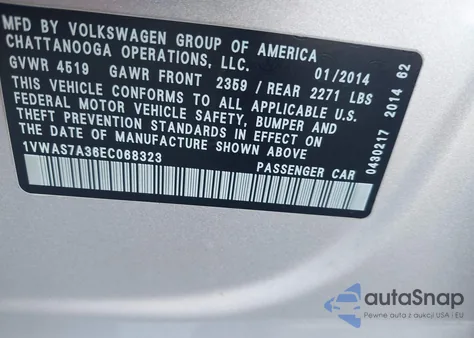 MFD BY VOLKSWAGEN GROUP OF AMERICA
CHATTANOOGA OPERATIONS, LLC. 01/2014
GVWR 4519 GAWR FRONT 2359 / REAR 2271 LBS
THIS VEHICLE CONFORMS TO ALL APPLICABLE U.S.
FEDERAL MOTOR VEHICLE SAFETY, BUMPER AND
THEFT PREVENTION STANDARDS IN EFFECT ON
THE DATE OF MANUFACTURE SHOWN ABOVE
1VWAS7A36EC068323
PASSENGER CAR
0430217 2014 62
autaSnap
Pewne auta z aukcji USA i EU